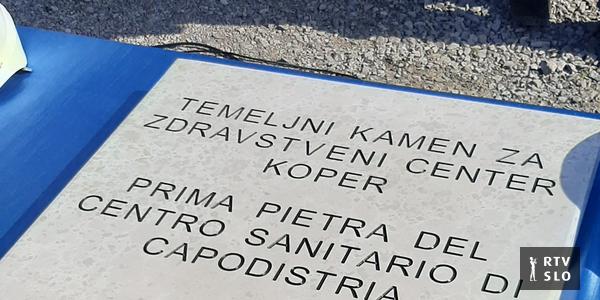 TEMELJNI KAMEN ZA
ZDRAVSTVENI CENTER
KOPER
PRIMA PIETRA DEL
CENTRO SANITARIO DI
CAPODISTRIA
RTV
SLO